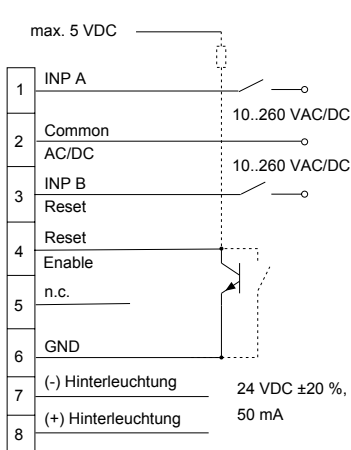 max. 5 VDC
1
INP A
10..260 VAC/DC
2
Common
AC/DC
10..260 VAC/DC
3
INP B
Reset
4
Reset
Enable
5
n.c.
6
GND
7
(-) Hinterleuchtung
24 VDC ±20 %,
50 mA
8
(+) Hinterleuchtung